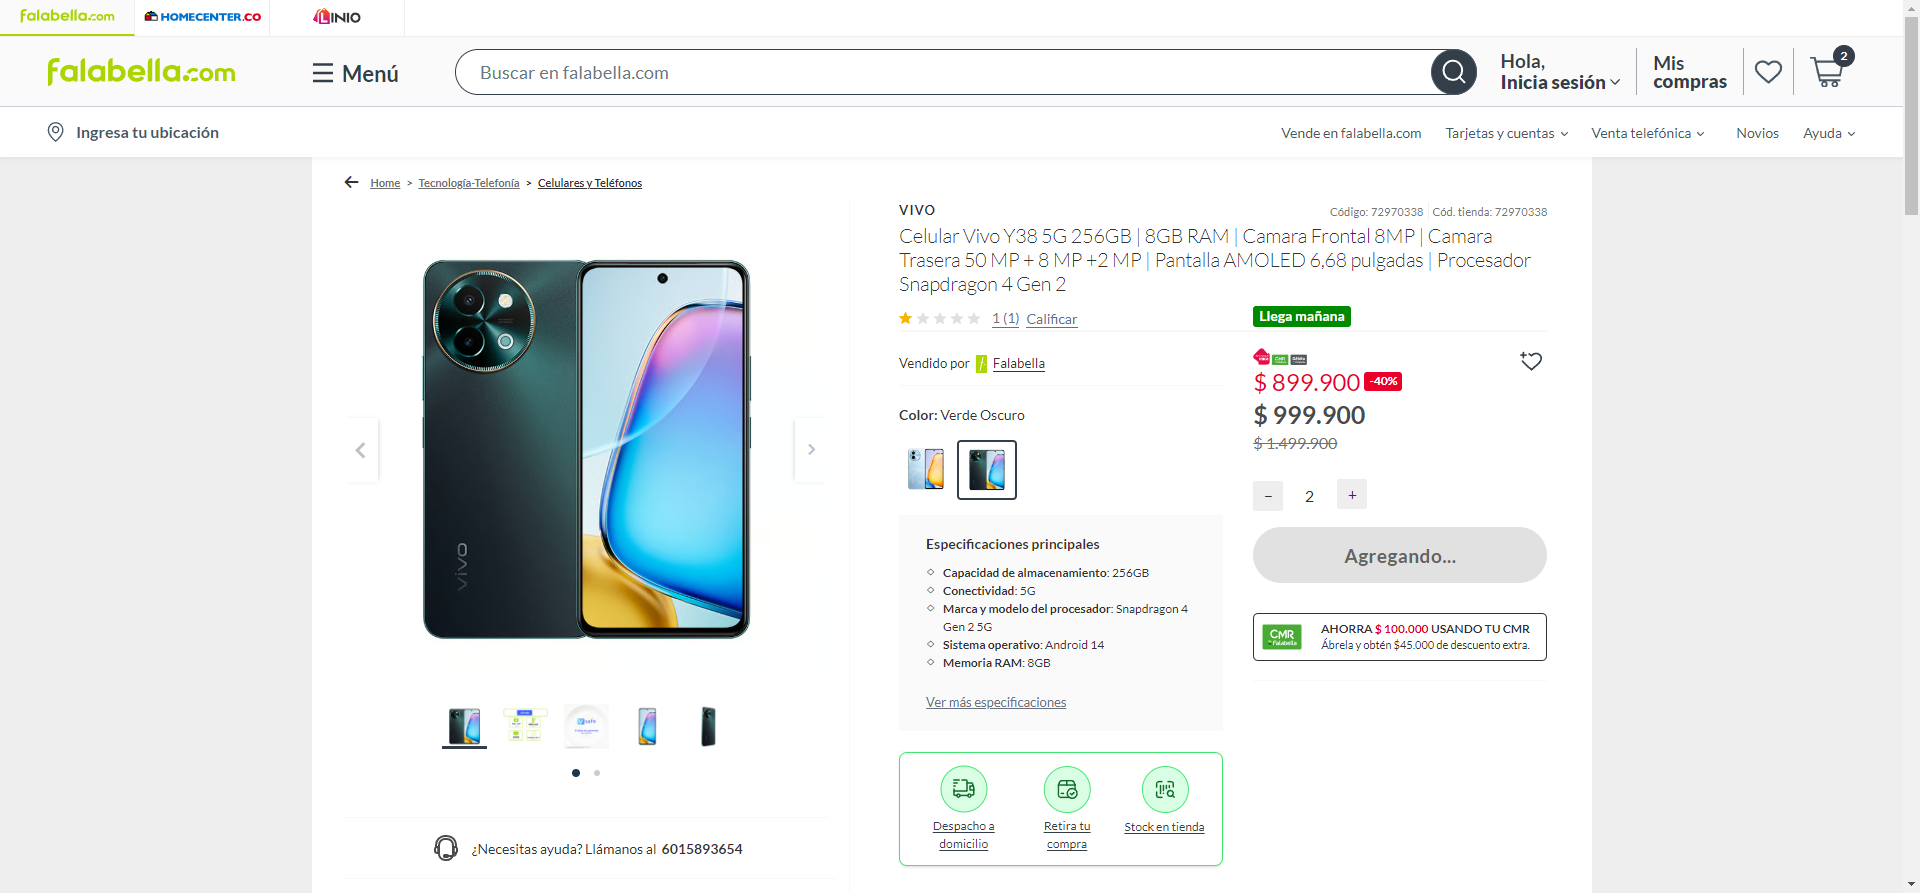 falabella.com
HOMECENTER.CO
LINIO
falabella.com
Menú
Buscar en falabella.com
Hola,
Inicia sesión
Mis
compras
2
Ingresa tu ubicación
Vende en falabella.com
Tarjetas y cuentas
Venta telefónica
Novios
Ayuda
Home > Tecnología-Telefonía > Celulares y Teléfonos
VIVO
Código: 72970338
Cód. tienda: 72970338
Celular Vivo Y38 5G 256GB | 8GB RAM | Camara Frontal 8MP | Camara
Trasera 50 MP + 8 MP +2 MP | Pantalla AMOLED 6,68 pulgadas | Procesador
Snapdragon 4 Gen 2
1 (1)
Calificar
Llega mañana
Vendido por
Falabella
$ 899.900
-40%
$ 999.900
$ 1.499.900
Color: Verde Oscuro
−
2
+
Agregando...
Especificaciones principales
Capacidad de almacenamiento: 256GB
Conectividad: 5G
Marca y modelo del procesador: Snapdragon 4
Gen 2 5G
Sistema operativo: Android 14
Memoria RAM: 8GB
Ver más especificaciones
CMR
Falabella
AHORRA $ 100.000 USANDO TU CMR
Ábrela y obtén $45.000 de descuento extra.
vivo
Despacho a
domicilio
Retira tu
compra
Stock en tienda
¿Necesitas ayuda? Llámanos al 6015893654